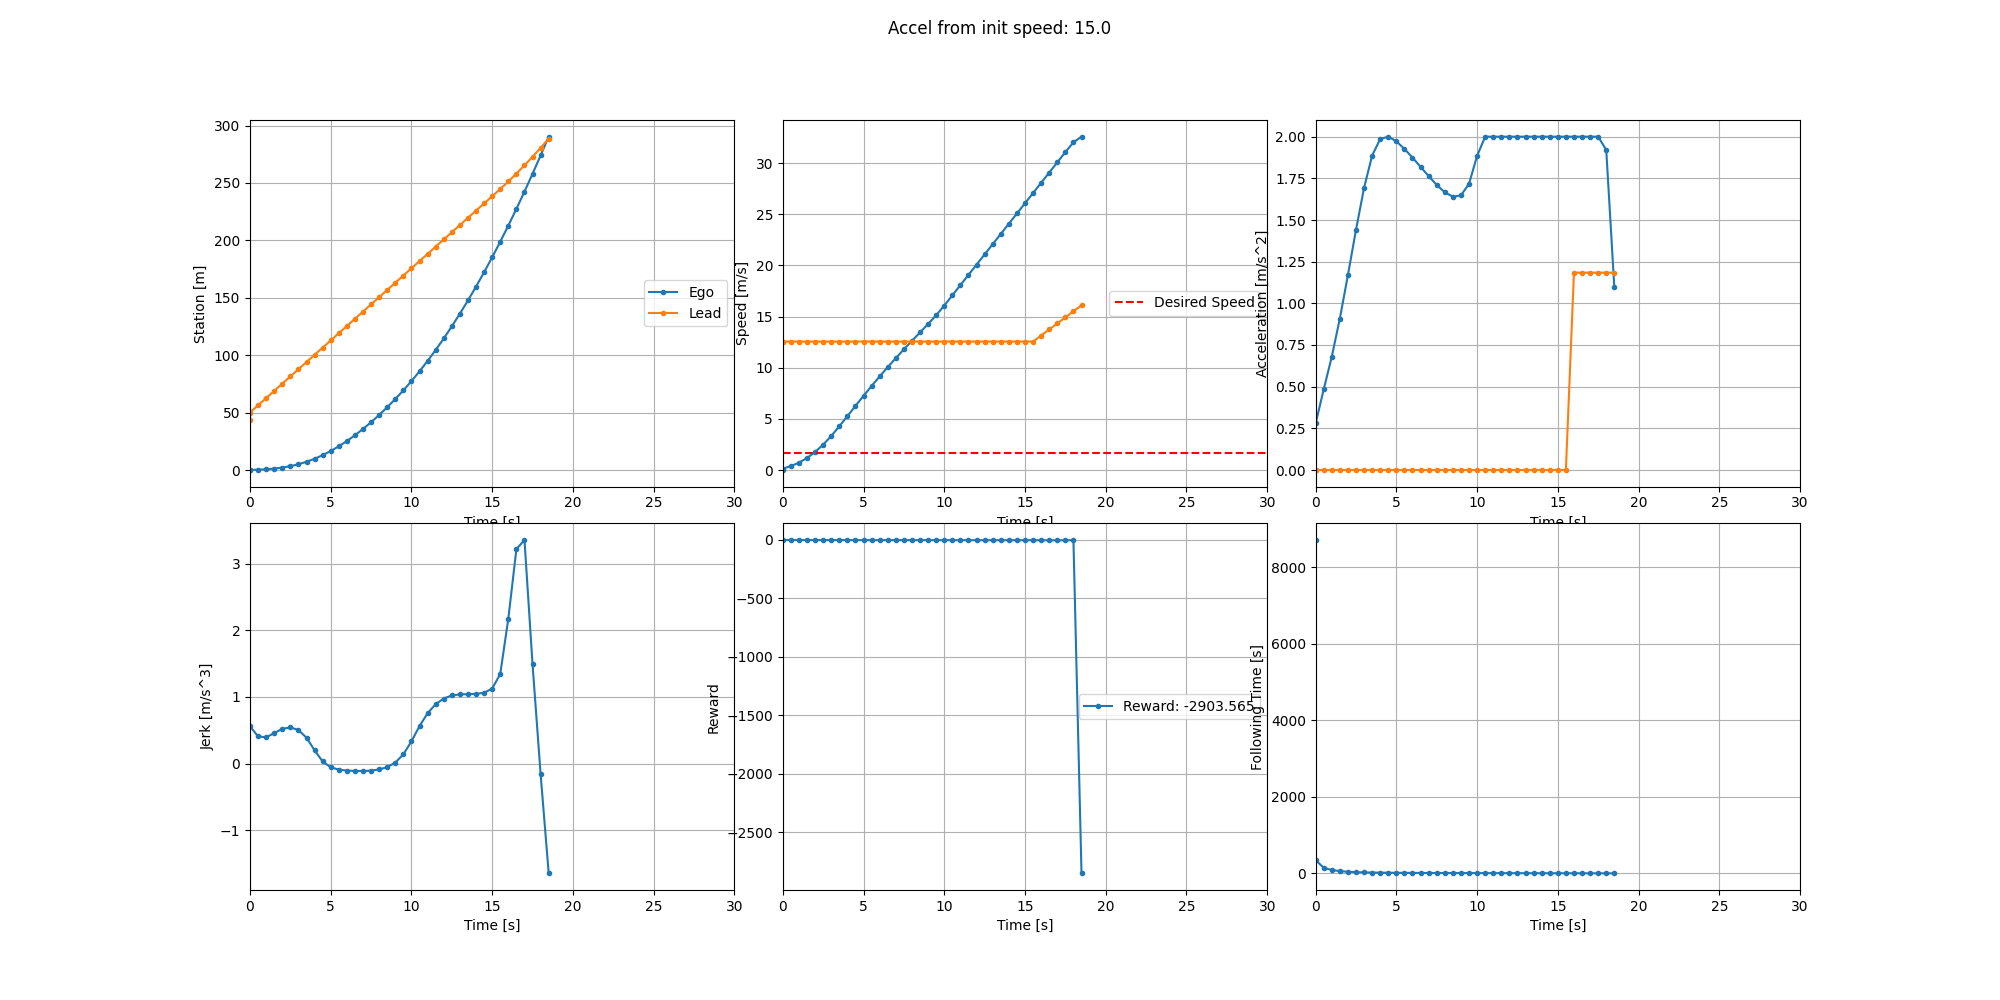 Accel from init speed: 15.0
Station [m]
300
250
200
150
100
50
0
Ego
Lead
0 5 10 15 20 25 30
Time [s]
Speed [m/s]
30
25
20
15
10
5
0
Desired Speed
0 5 10 15 20 25 30
Time [s]
Acceleration [m/s^2]
2.00
1.75
1.50
1.25
1.00
0.75
0.50
0.25
0.00
0 5 10 15 20 25 30
Time [s]
Jerk [m/s^3]
3
2
1
0
−1
0 5 10 15 20 25 30
Time [s]
Reward
0
−500
−1000
−1500
−2000
−2500
Reward: -2903.565
0 5 10 15 20 25 30
Time [s]
Following Time [s]
8000
6000
4000
2000
0
0 5 10 15 20 25 30
Time [s]